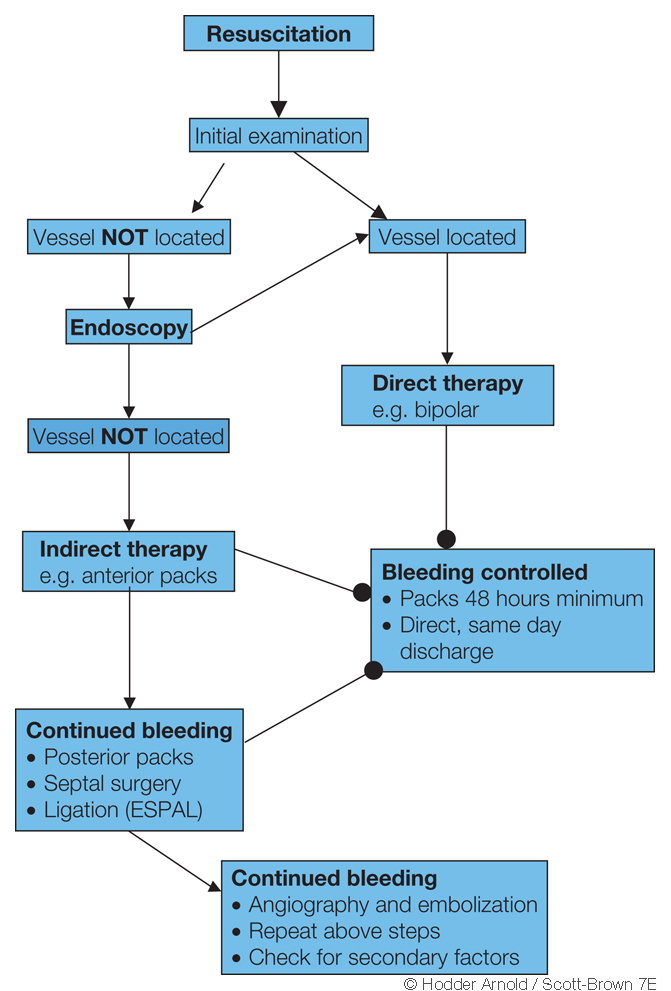 Resuscitation
Initial examination
Vessel NOT located
Vessel located
Endoscopy
Direct therapy
e.g. bipolar
Vessel NOT located
Indirect therapy
e.g. anterior packs
Bleeding controlled
• Packs 48 hours minimum
• Direct, same day
discharge
Continued bleeding
• Posterior packs
• Septal surgery
• Ligation (ESPAL)
Continued bleeding
• Angiography and embolization
• Repeat above steps
• Check for secondary factors
© Hodder Arnold / Scott-Brown 7E